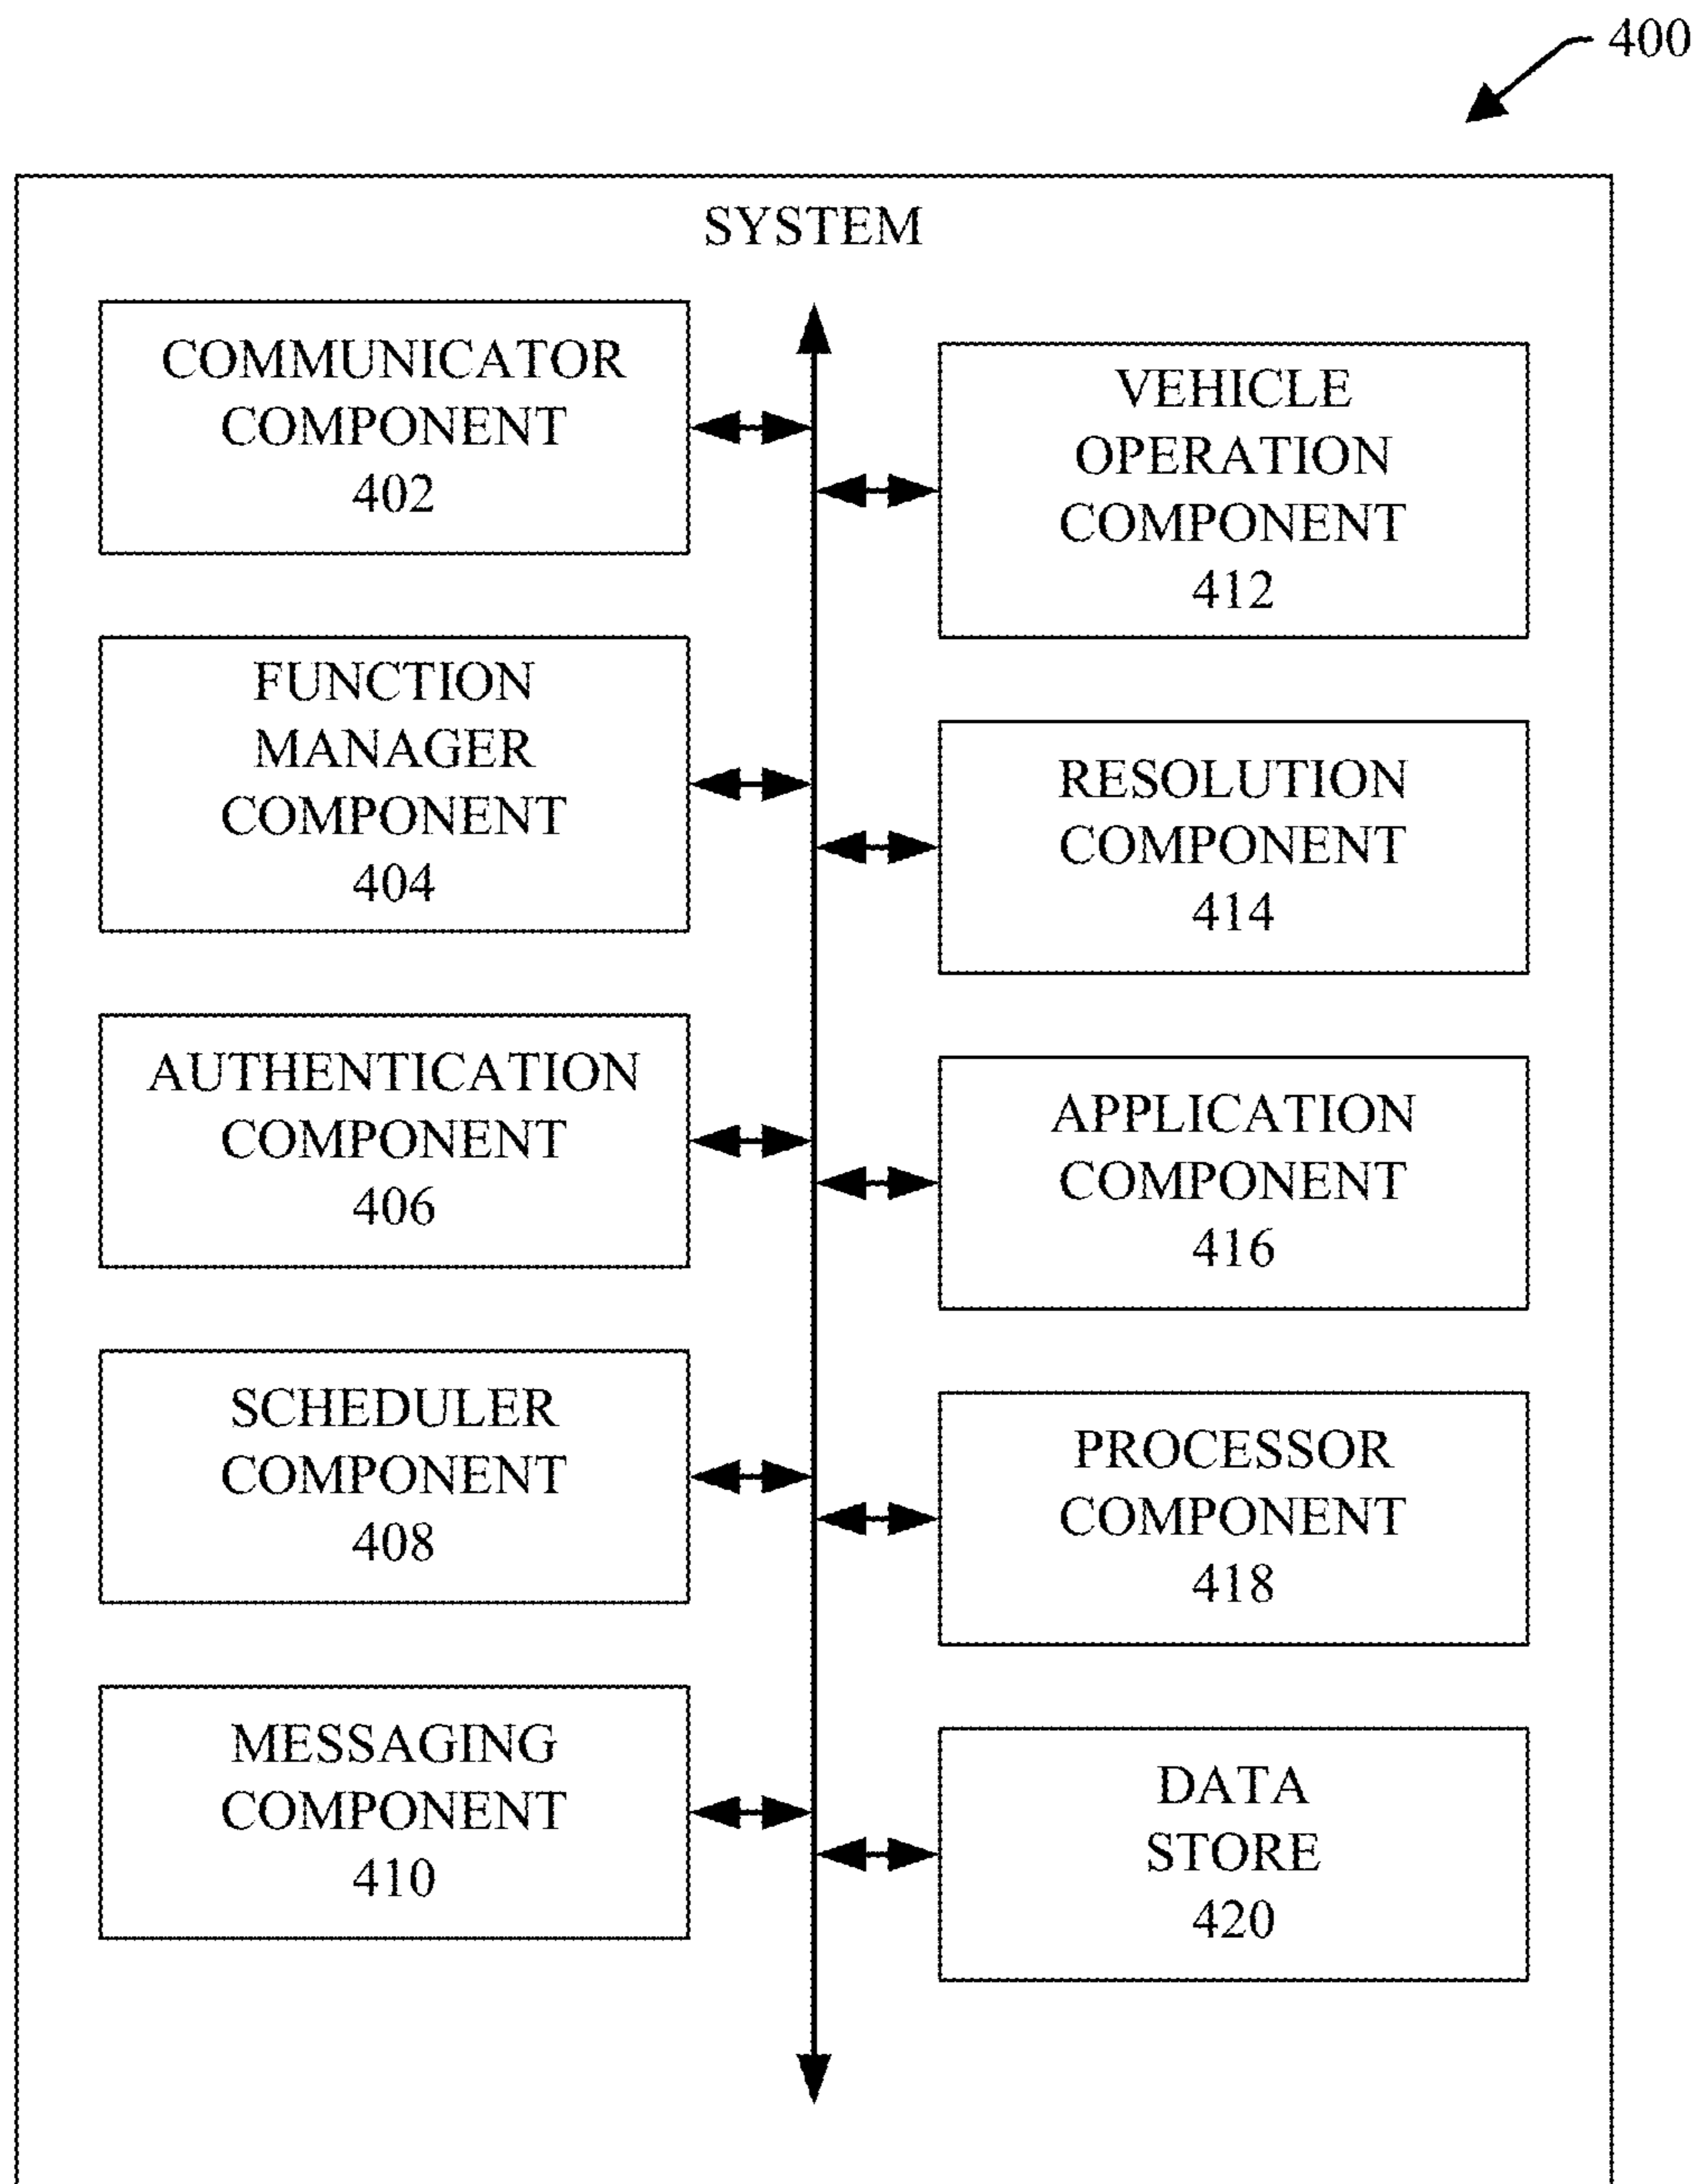 400
SYSTEM
COMMUNICATOR
COMPONENT
402
FUNCTION
MANAGER
COMPONENT
404
AUTHENTICATION
COMPONENT
406
SCHEDULER
COMPONENT
408
MESSAGING
COMPONENT
410
VEHICLE
OPERATION
COMPONENT
412
RESOLUTION
COMPONENT
414
APPLICATION
COMPONENT
416
PROCESSOR
COMPONENT
418
DATA
STORE
420